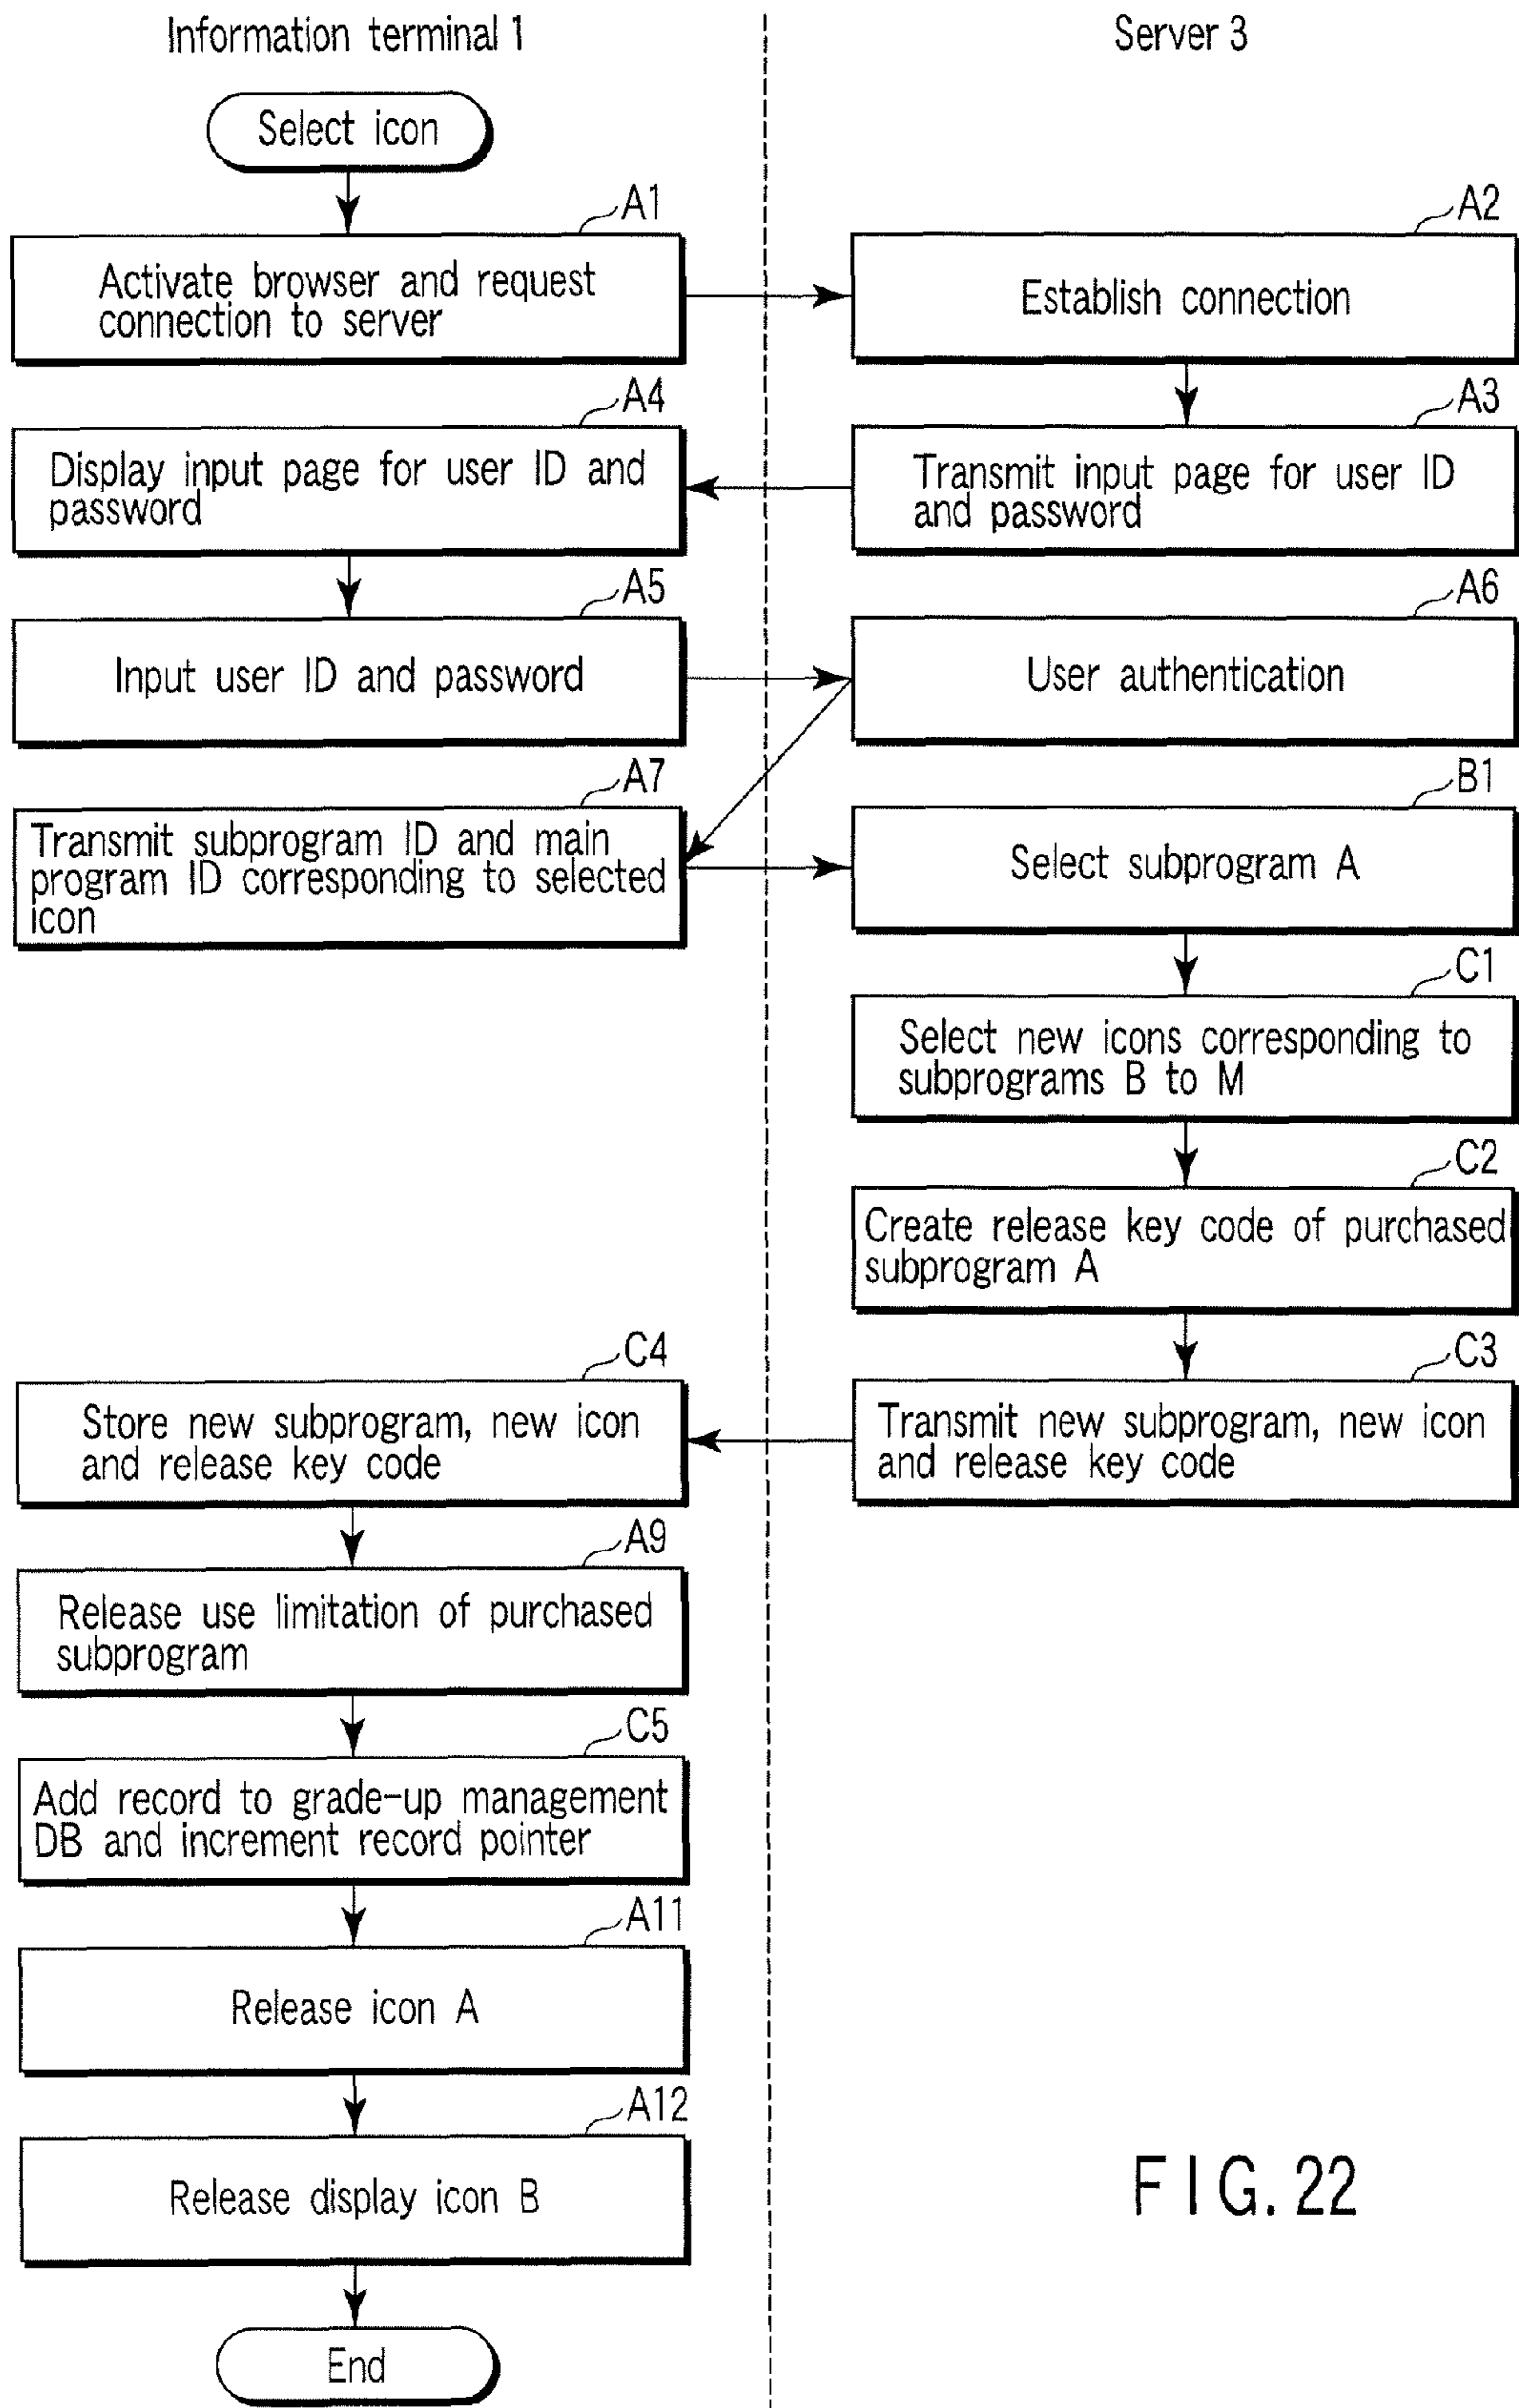 Information terminal 1
Server 3
Select icon
A1
Activate browser and request
connection to server
A2
Establish connection
A4
Display input page for user ID and
password
A3
Transmit input page for user ID
and password
A5
Input user ID and password
A6
User authentication
A7
Transmit subprogram ID and main
program ID corresponding to selected
icon
B1
Select subprogram A
C1
Select new icons corresponding to
subprograms B to M
C2
Create release key code of purchased
subprogram A
C4
Store new subprogram, new icon
and release key code
C3
Transmit new subprogram, new icon
and release key code
A9
Release use limitation of purchased
subprogram
C5
Add record to grade-up management
DB and increment record pointer
A11
Release icon A
A12
Release display icon B
End
FIG. 22